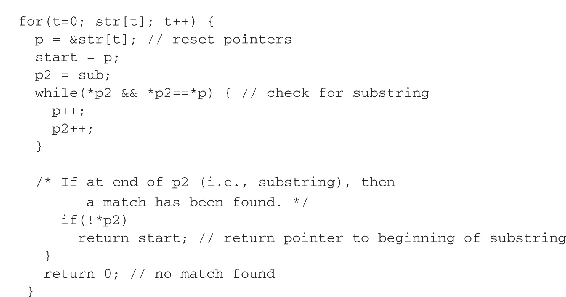 for(t=0; str[t]; t++) {
p = &str[t]; // reset pointers
start = p;
p2 = sub;
while(*p2 && *p2==*p) { // check for substring
p++;
p2++;
}
/* If at end of p2 (i.e., substring), then
a match has been found. */
if(!*p2)
return start; // return pointer to beginning of substring
}
return 0; // no match found
}